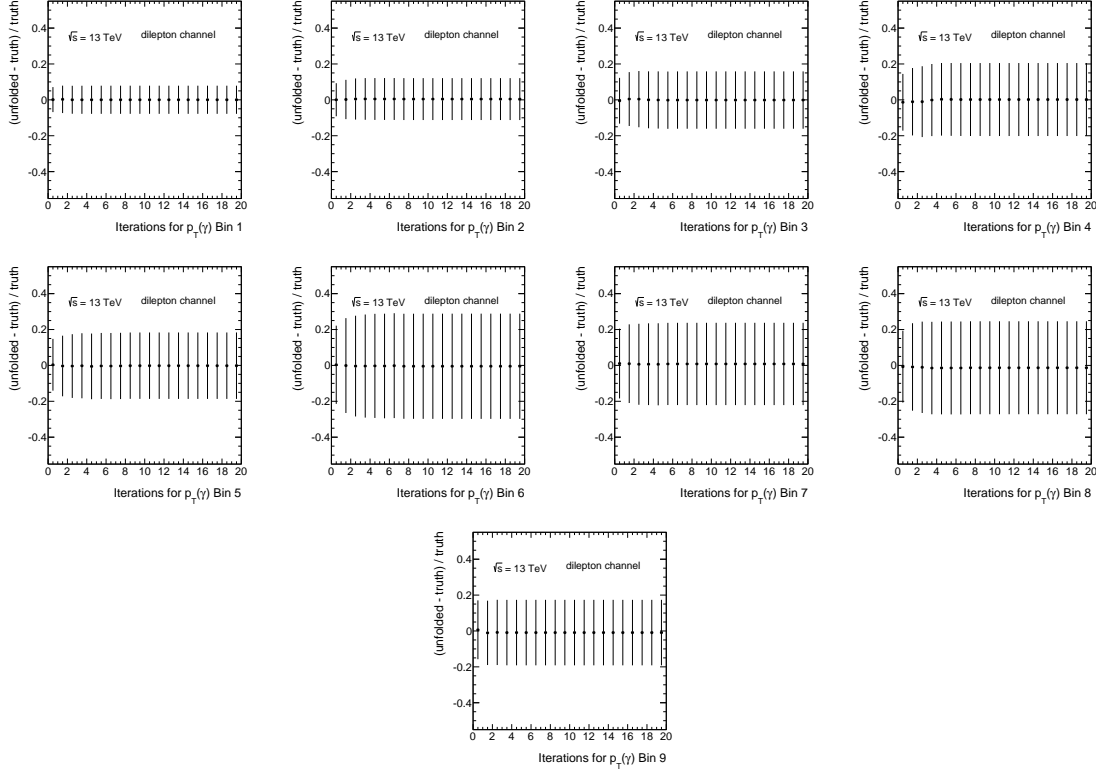 (unfolded - truth) / truth
0.4
0.2
0
-0.2
-0.4
√s = 13 TeV dilepton channel
0 2 4 6 8 10 12 14 16 18 20
Iterations for p_T(γ) Bin 1
(unfolded - truth) / truth
0.4
0.2
0
-0.2
-0.4
√s = 13 TeV dilepton channel
0 2 4 6 8 10 12 14 16 18 20
Iterations for p_T(γ) Bin 2
(unfolded - truth) / truth
0.4
0.2
0
-0.2
-0.4
√s = 13 TeV dilepton channel
0 2 4 6 8 10 12 14 16 18 20
Iterations for p_T(γ) Bin 3
(unfolded - truth) / truth
0.4
0.2
0
-0.2
-0.4
√s = 13 TeV dilepton channel
0 2 4 6 8 10 12 14 16 18 20
Iterations for p_T(γ) Bin 4
(unfolded - truth) / truth
0.4
0.2
0
-0.2
-0.4
√s = 13 TeV dilepton channel
0 2 4 6 8 10 12 14 16 18 20
Iterations for p_T(γ) Bin 5
(unfolded - truth) / truth
0.4
0.2
0
-0.2
-0.4
√s = 13 TeV dilepton channel
0 2 4 6 8 10 12 14 16 18 20
Iterations for p_T(γ) Bin 6
(unfolded - truth) / truth
0.4
0.2
0
-0.2
-0.4
√s = 13 TeV dilepton channel
0 2 4 6 8 10 12 14 16 18 20
Iterations for p_T(γ) Bin 7
(unfolded - truth) / truth
0.4
0.2
0
-0.2
-0.4
√s = 13 TeV dilepton channel
0 2 4 6 8 10 12 14 16 18 20
Iterations for p_T(γ) Bin 8
(unfolded - truth) / truth
0.4
0.2
0
-0.2
-0.4
√s = 13 TeV dilepton channel
0 2 4 6 8 10 12 14 16 18 20
Iterations for p_T(γ) Bin 9